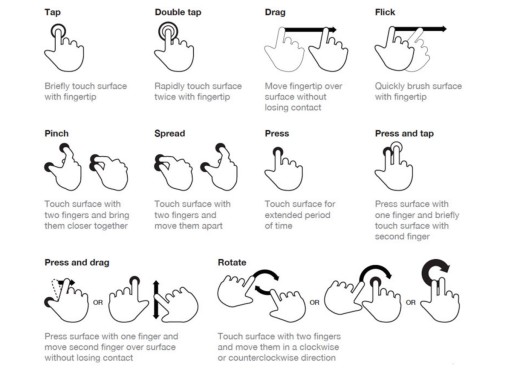 Tap
Briefly touch surface
with fingertip
Double tap
Rapidly touch surface
twice with fingertip
Drag
Move fingertip over
surface without
losing contact
Flick
Quickly brush surface
with fingertip
Pinch
Touch surface with
two fingers and bring
them closer together
Spread
Touch surface with
two fingers and
move them apart
Press
Touch surface for
extended period
of time
Press and tap
Press surface with
one finger and briefly
touch surface with
second finger
Press and drag
OR
Press surface with one finger and
move second finger over surface
without losing contact
Rotate
OR
OR
Touch surface with two fingers
and move them in a clockwise
or counterclockwise direction